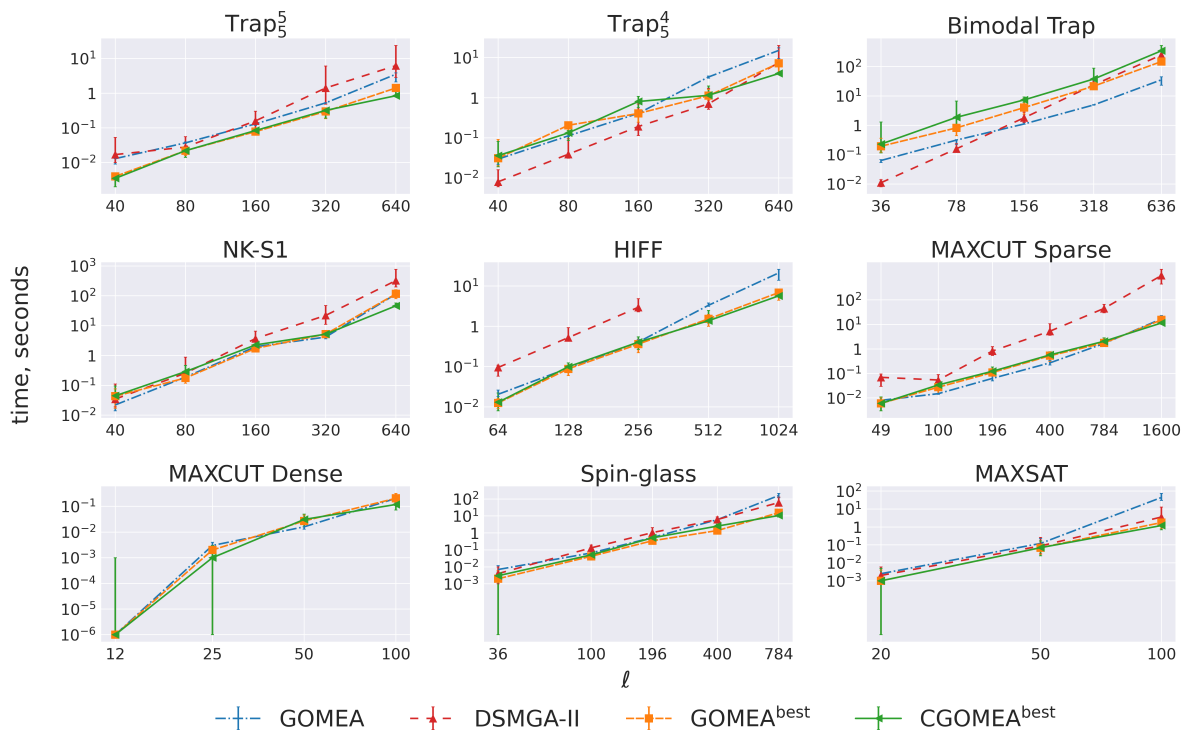 Trap₅⁵
10¹
1
10⁻¹
10⁻²
40 80 160 320 640
Trap₅⁴
10¹
1
10⁻¹
10⁻²
40 80 160 320 640
Bimodal Trap
10²
10¹
1
10⁻¹
10⁻²
36 78 156 318 636
time, seconds
NK-S1
10³
10²
10¹
1
10⁻¹
10⁻²
40 80 160 320 640
HIFF
10¹
1
10⁻¹
10⁻²
64 128 256 512 1024
MAXCUT Sparse
10²
10¹
1
10⁻¹
10⁻²
49 100 196 400 784 1600
MAXCUT Dense
10⁻¹
10⁻²
10⁻³
10⁻⁴
10⁻⁵
10⁻⁶
12 25 50 100
Spin-glass
10²
10¹
1
10⁻¹
10⁻²
10⁻³
36 100 196 400 784
MAXSAT
10²
10¹
1
10⁻¹
10⁻²
10⁻³
20 50 100
ℓ
GOMEA DSMGA-II GOMEA^best CGOMEA^best